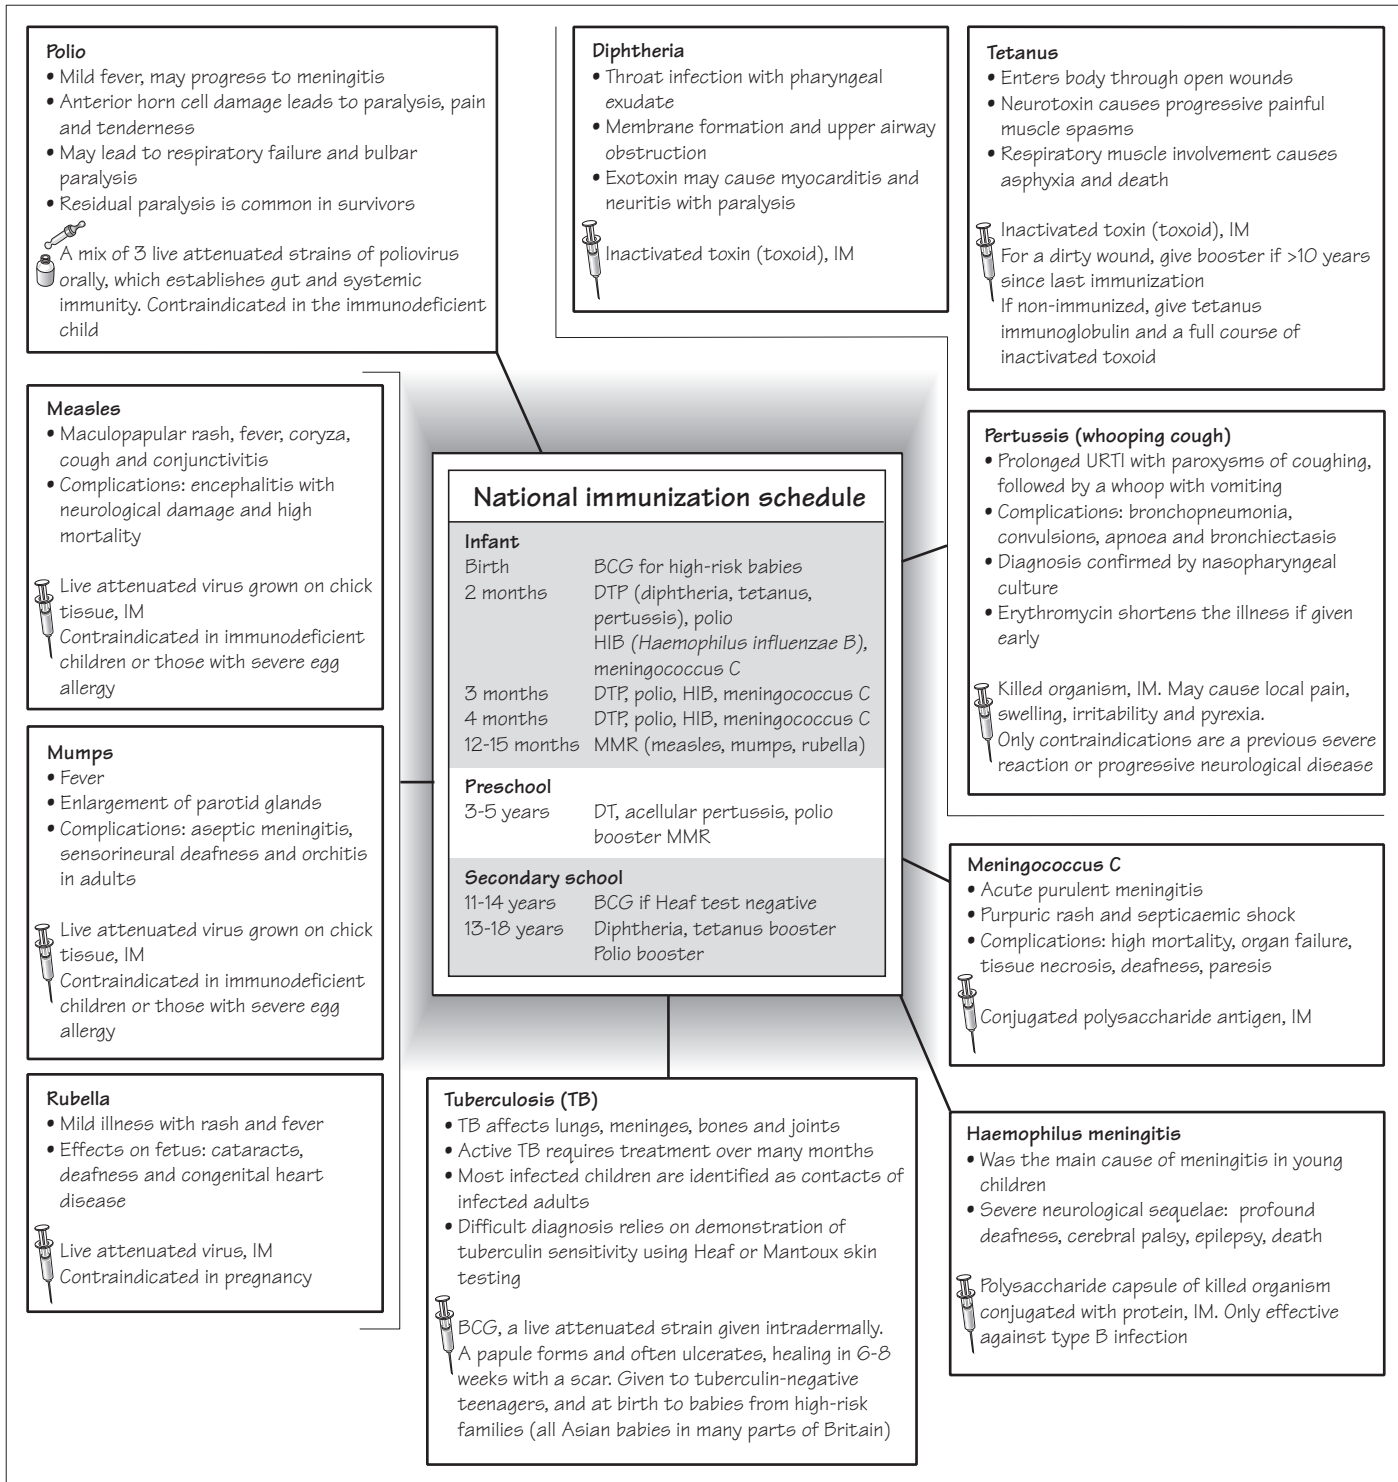 Polio
• Mild fever, may progress to meningitis
• Anterior horn cell damage leads to paralysis, pain
and tenderness
• May lead to respiratory failure and bulbar
paralysis
• Residual paralysis is common in survivors
A mix of 3 live attenuated strains of poliovirus
orally, which establishes gut and systemic
immunity. Contraindicated in the immunodeficient
child
Diphtheria
• Throat infection with pharyngeal
exudate
• Membrane formation and upper airway
obstruction
• Exotoxin may cause myocarditis and
neuritis with paralysis
Inactivated toxin (toxoid), IM
Tetanus
• Enters body through open wounds
• Neurotoxin causes progressive painful
muscle spasms
• Respiratory muscle involvement causes
asphyxia and death
Inactivated toxin (toxoid), IM
For a dirty wound, give booster if >10 years
since last immunization
If non-immunized, give tetanus
immunoglobulin and a full course of
inactivated toxoid
Measles
• Maculopapular rash, fever, coryza,
cough and conjunctivitis
• Complications: encephalitis with
neurological damage and high
mortality
Live attenuated virus grown on chick
tissue, IM
Contraindicated in immunodeficient
children or those with severe egg
allergy
Mumps
• Fever
• Enlargement of parotid glands
• Complications: aseptic meningitis,
sensorineural deafness and orchitis
in adults
Live attenuated virus grown on chick
tissue, IM
Contraindicated in immunodeficient
children or those with severe egg
allergy
Rubella
• Mild illness with rash and fever
• Effects on fetus: cataracts,
deafness and congenital heart
disease
Live attenuated virus, IM
Contraindicated in pregnancy
National immunization schedule
Infant
Birth BCG for high-risk babies
2 months DTP (diphtheria, tetanus,
pertussis), polio
HIB (Haemophilus influenzae B),
meningococcus C
3 months DTP, polio, HIB, meningococcus C
4 months DTP, polio, HIB, meningococcus C
12-15 months MMR (measles, mumps, rubella)
Preschool
3-5 years DT, acellular pertussis, polio
booster MMR
Secondary school
11-14 years BCG if Heaf test negative
13-18 years Diphtheria, tetanus booster
Polio booster
Pertussis (whooping cough)
• Prolonged URTI with paroxysms of coughing,
followed by a whoop with vomiting
• Complications: bronchopneumonia,
convulsions, apnoea and bronchiectasis
• Diagnosis confirmed by nasopharyngeal
culture
• Erythromycin shortens the illness if given
early
Killed organism, IM. May cause local pain,
swelling, irritability and pyrexia.
Only contraindications are a previous severe
reaction or progressive neurological disease
Meningococcus C
• Acute purulent meningitis
• Purpuric rash and septicaemic shock
• Complications: high mortality, organ failure,
tissue necrosis, deafness, paresis
Conjugated polysaccharide antigen, IM
Tuberculosis (TB)
• TB affects lungs, meninges, bones and joints
• Active TB requires treatment over many months
• Most infected children are identified as contacts of
infected adults
• Difficult diagnosis relies on demonstration of
tuberculin sensitivity using Heaf or Mantoux skin
testing
BCG, a live attenuated strain given intradermally.
A papule forms and often ulcerates, healing in 6-8
weeks with a scar. Given to tuberculin-negative
teenagers, and at birth to babies from high-risk
families (all Asian babies in many parts of Britain)
Haemophilus meningitis
• Was the main cause of meningitis in young
children
• Severe neurological sequelae: profound
deafness, cerebral palsy, epilepsy, death
Polysaccharide capsule of killed organism
conjugated with protein, IM. Only effective
against type B infection